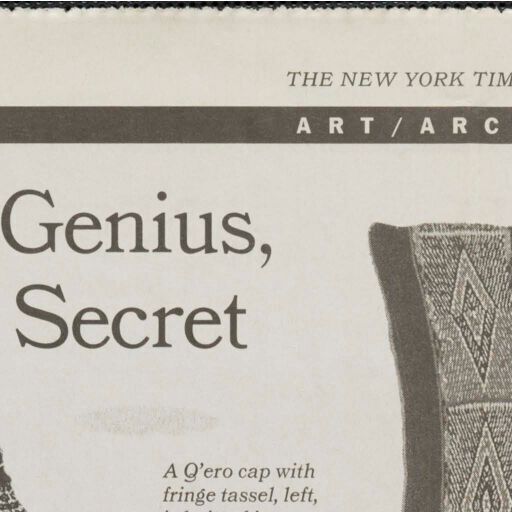 THE NEW YORK TIM
ART/ARC
Genius,
Secret
A Q'ero cap with
fringe tassel, left,